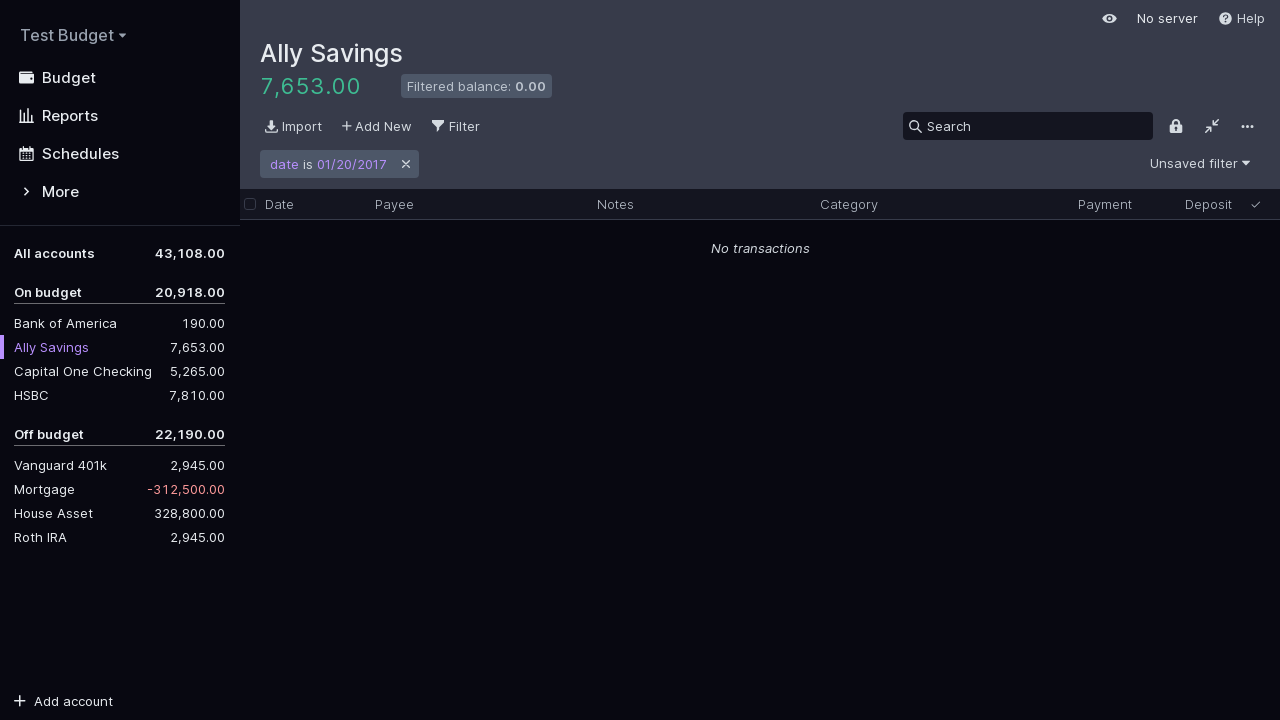 Test Budget
Budget
Reports
Schedules
More
All accounts 43,108.00
On budget 20,918.00
Bank of America 190.00
Ally Savings 7,653.00
Capital One Checking 5,265.00
HSBC 7,810.00
Off budget 22,190.00
Vanguard 401k 2,945.00
Mortgage -312,500.00
House Asset 328,800.00
Roth IRA 2,945.00
Add account
No server Help
Ally Savings
7,653.00 Filtered balance: 0.00
Import Add New Filter Search
date is 01/20/2017 Unsaved filter
Date Payee Notes Category Payment Deposit
No transactions